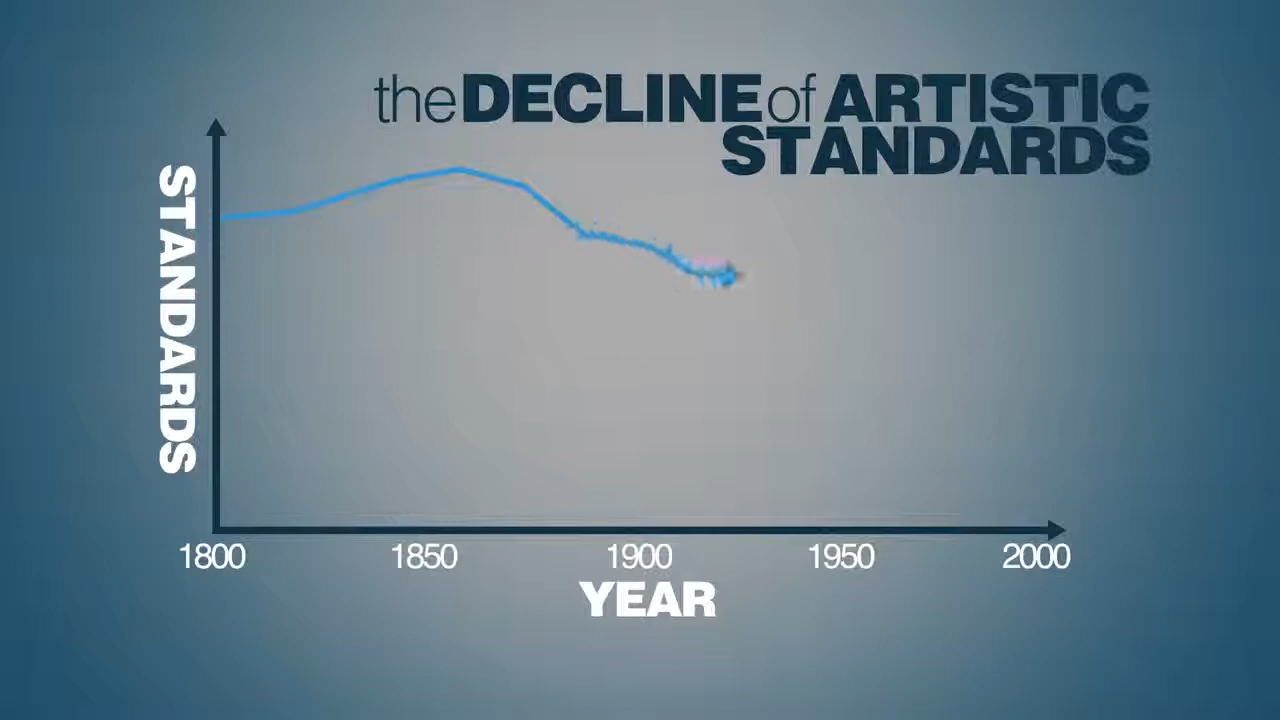 the DECLINE of ARTISTIC
STANDARDS
STANDARDS
1800 1850 1900 1950 2000
YEAR